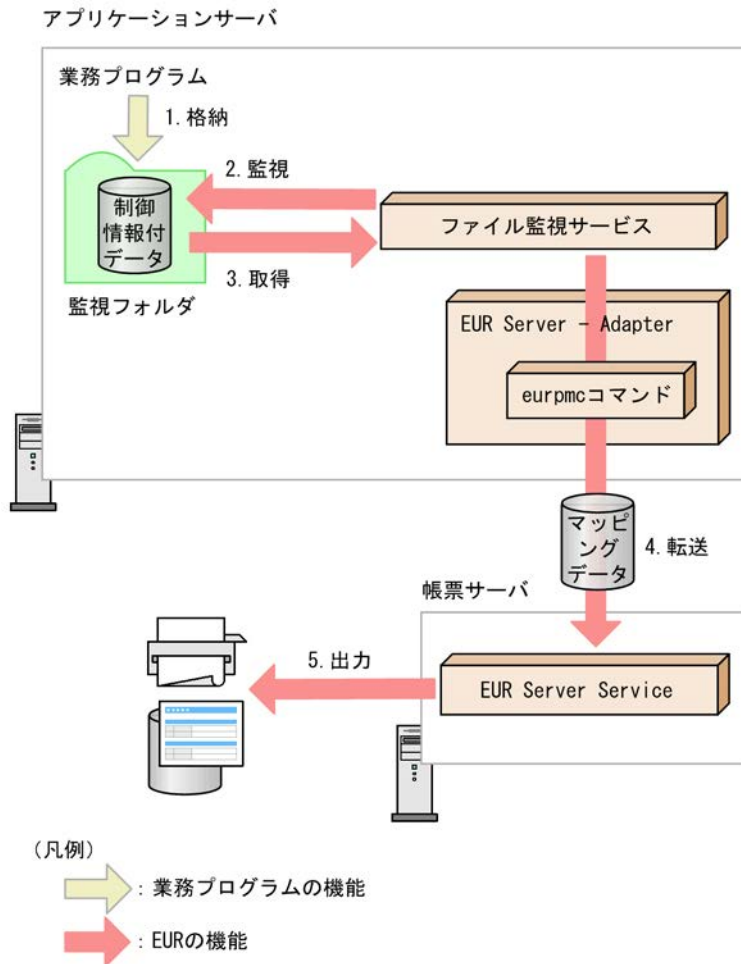 アプリケーションサーバ
業務プログラム
1.格納
2.監視
制御
情報付
データ
ファイル監視サービス
3.取得
監視フォルダ
EUR Server － Adapter
eurpmcコマンド
マッピ
ング
データ
4.転送
帳票サーバ
5.出力
EUR Server Service
（凡例）
：業務プログラムの機能
：EURの機能